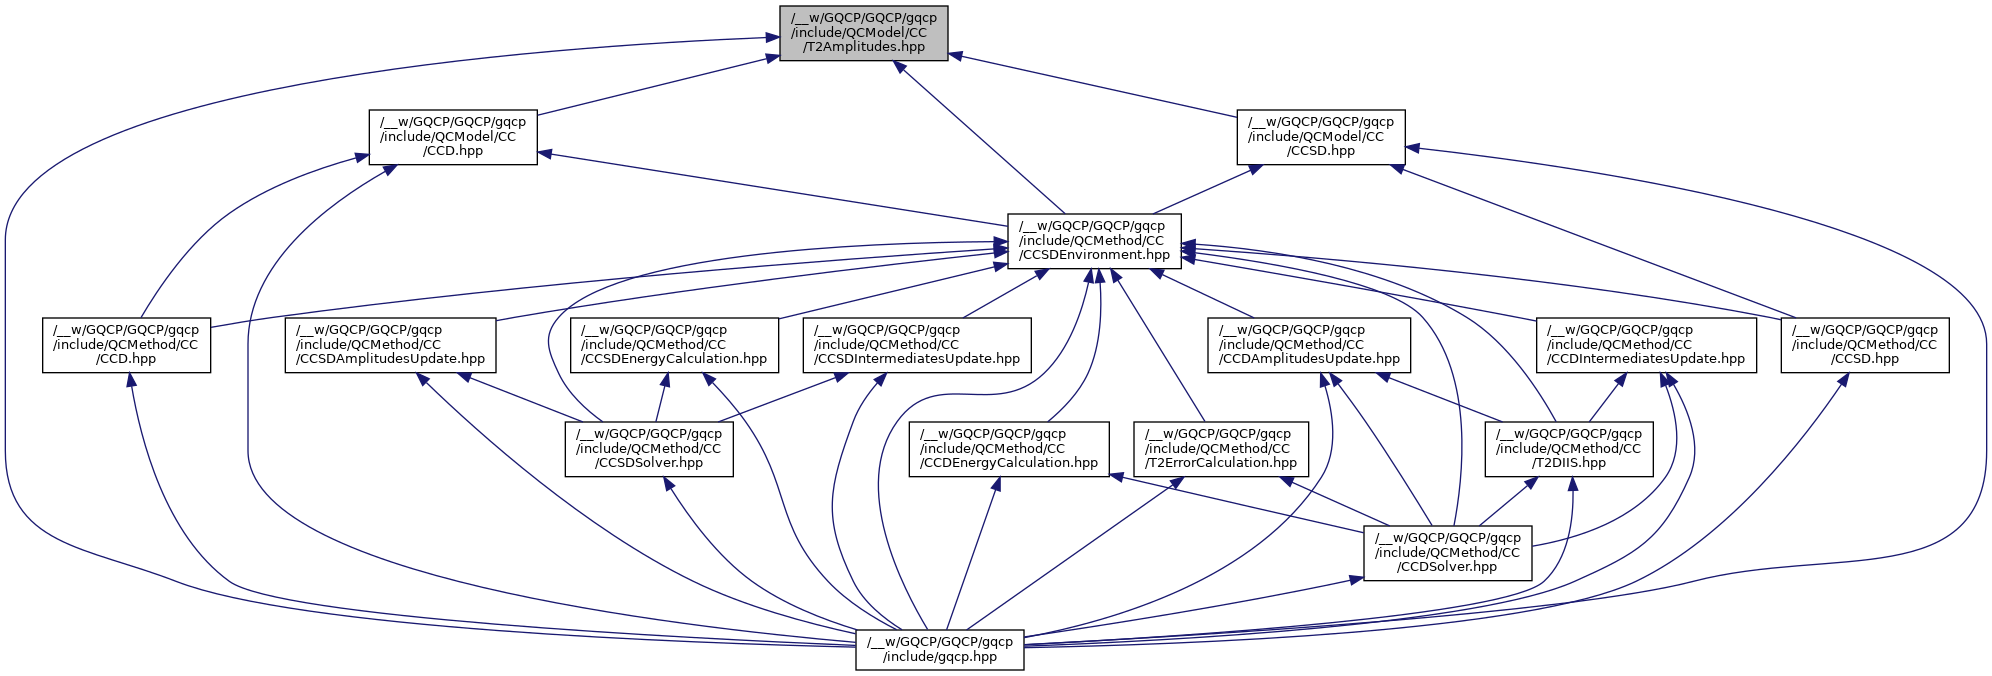 /__w/GQCP/GQCP/gqcp
/include/QCModel/CC
/T2Amplitudes.hpp
/__w/GQCP/GQCP/gqcp
/include/QCModel/CC
/CCD.hpp
/__w/GQCP/GQCP/gqcp
/include/QCModel/CC
/CCSD.hpp
/__w/GQCP/GQCP/gqcp
/include/QCMethod/CC
/CCSDEnvironment.hpp
/__w/GQCP/GQCP/gqcp
/include/QCMethod/CC
/CCD.hpp
/__w/GQCP/GQCP/gqcp
/include/QCMethod/CC
/CCSDAmplitudesUpdate.hpp
/__w/GQCP/GQCP/gqcp
/include/QCMethod/CC
/CCSDEnergyCalculation.hpp
/__w/GQCP/GQCP/gqcp
/include/QCMethod/CC
/CCSDIntermediatesUpdate.hpp
/__w/GQCP/GQCP/gqcp
/include/QCMethod/CC
/CCDAmplitudesUpdate.hpp
/__w/GQCP/GQCP/gqcp
/include/QCMethod/CC
/CCDIntermediatesUpdate.hpp
/__w/GQCP/GQCP/gqcp
/include/QCMethod/CC
/CCSD.hpp
/__w/GQCP/GQCP/gqcp
/include/QCMethod/CC
/CCSDSolver.hpp
/__w/GQCP/GQCP/gqcp
/include/QCMethod/CC
/CCDEnergyCalculation.hpp
/__w/GQCP/GQCP/gqcp
/include/QCMethod/CC
/T2ErrorCalculation.hpp
/__w/GQCP/GQCP/gqcp
/include/QCMethod/CC
/T2DIIS.hpp
/__w/GQCP/GQCP/gqcp
/include/QCMethod/CC
/CCDSolver.hpp
/__w/GQCP/GQCP/gqcp
/include/gqcp.hpp